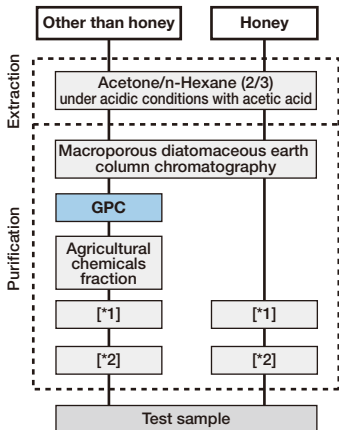 Other than honey
Honey
Extraction
Acetone/n-Hexane (2/3)
under acidic conditions with acetic acid
Purification
Macroporous diatomaceous earth
column chromatography
GPC
Agricultural
chemicals
fraction
[*1]
[*1]
[*2]
[*2]
Test sample